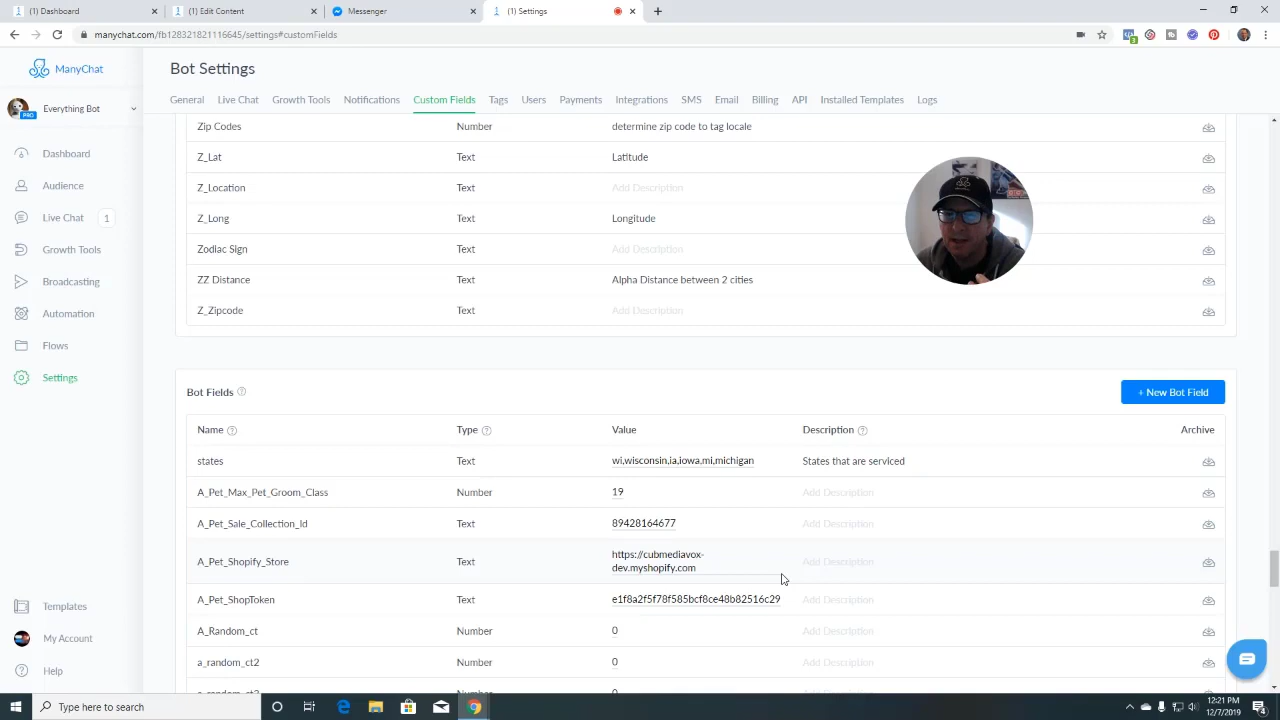 (1) Dashboard
(1) Edit Content
Messenger
(1) Settings
manychat.com/fb128321821116645/settings#customFields
3
ManyChat
Bot Settings
Everything Bot
PRO
General Live Chat Growth Tools Notifications Custom Fields Tags Users Payments Integrations SMS Email Billing API Installed Templates Logs
Dashboard
Audience
Live Chat 1
Growth Tools
Broadcasting
Automation
Flows
Settings
Templates
My Account
Help
Zip Codes Number determine zip code to tag locale
Z_Lat Text Latitude
Z_Location Text Add Description
Z_Long Text Longitude
Zodiac Sign Text Add Description
ZZ Distance Text Alpha Distance between 2 cities
Z_Zipcode Text Add Description
Bot Fields
+ New Bot Field
Name Type Value Description Archive
states Text wi,wisconsin,ia,iowa,mi,michigan States that are serviced
A_Pet_Max_Pet_Groom_Class Number 19 Add Description
A_Pet_Sale_Collection_Id Text 89428164677 Add Description
A_Pet_Shopify_Store Text https://cubmediavox-
dev.myshopify.com Add Description
A_Pet_ShopToken Text e1f8a2f5f78f585bcf8ce48b82516c29 Add Description
A_Random_ct Number 0 Add Description
a_random_ct2 Number 0 Add Description
Type here to search
12:21 PM
12/7/2019
4